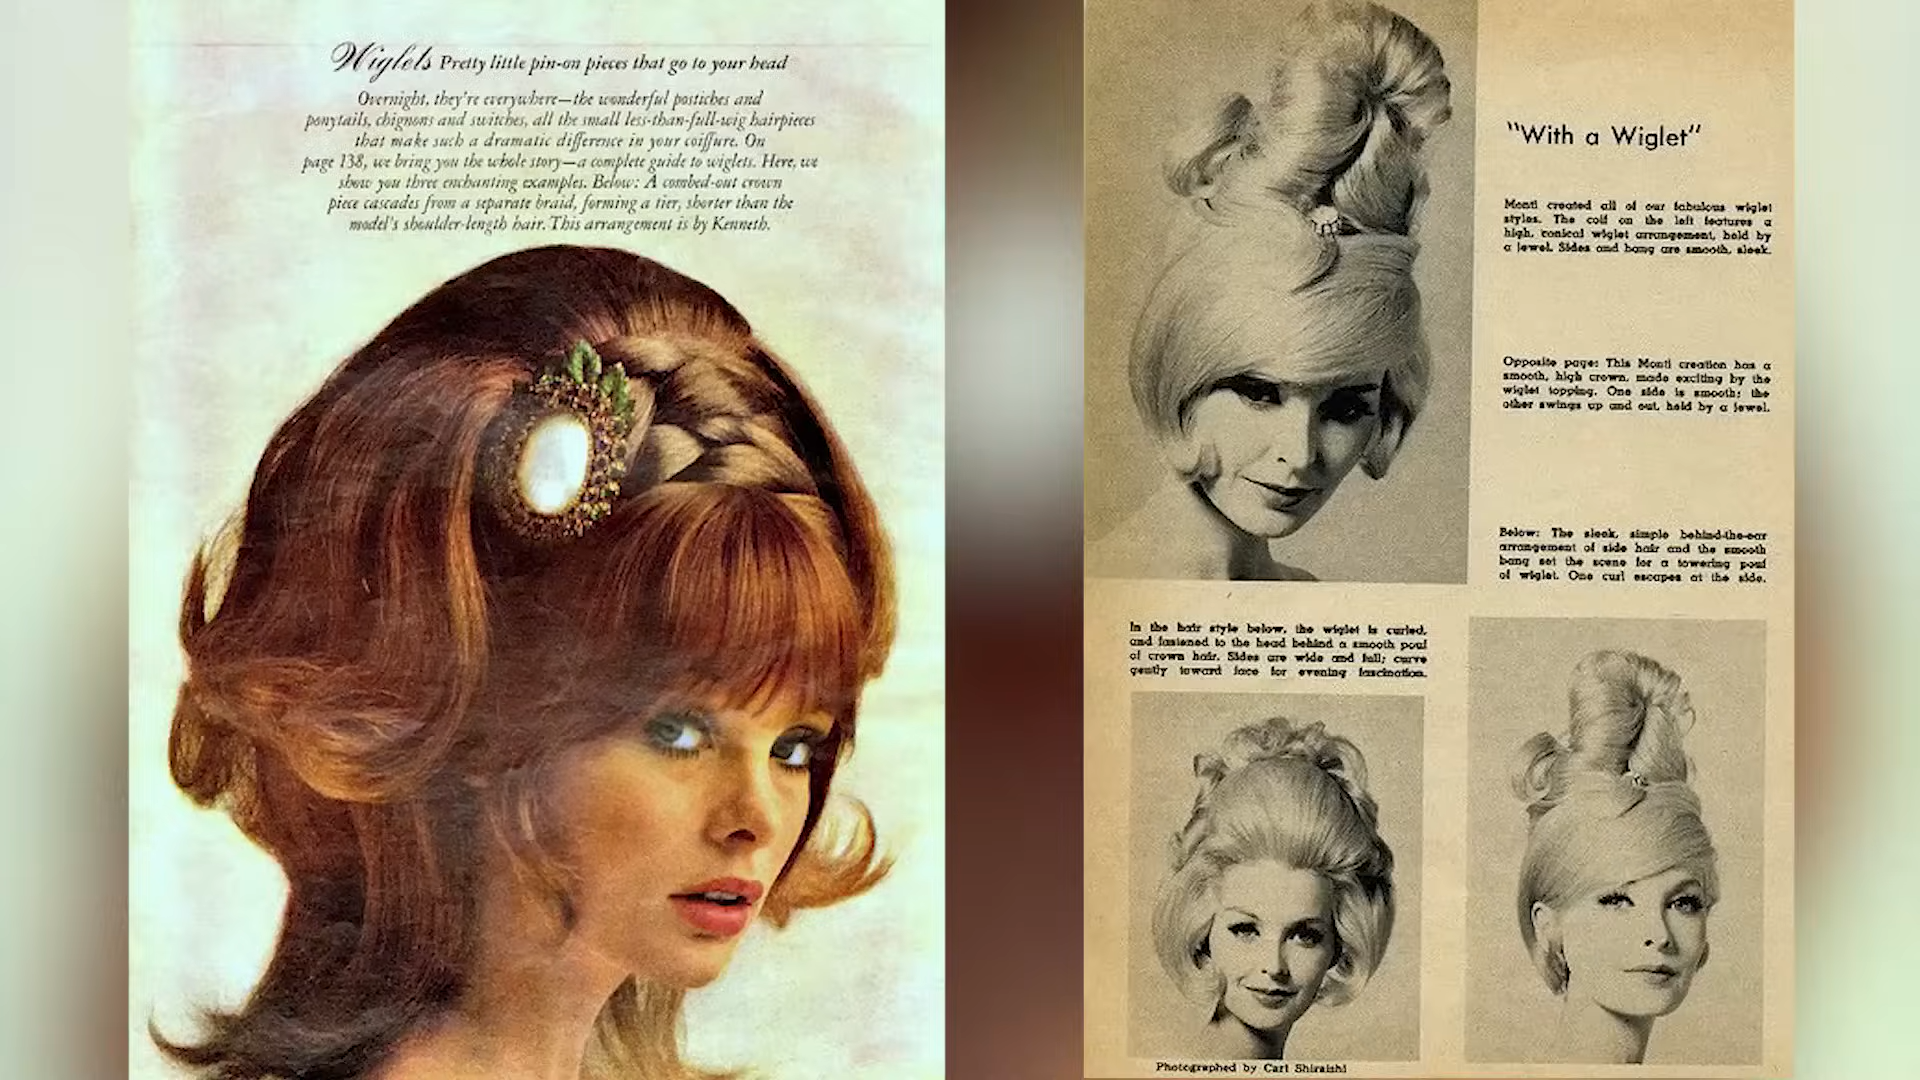 Wiglets Pretty little pin-on pieces that go to your head
Overnight, they're everywhere—the wonderful postiches and
ponytails, chignons and switches, all the small less-than-full-wig hairpieces
that make such a dramatic difference in your coiffure. On
page 138, we bring you the whole story—a complete guide to wiglets. Here, we
show you three enchanting examples. Below: A combed-out crown
piece cascades from a separate braid, forming a tier, shorter than the
model's shoulder-length hair. This arrangement is by Kenneth.
"With a Wiglet"
Monti created all of our fabulous wiglet
styles. The coif on the left features a
high, conical wiglet arrangement, held by
a jewel. Sides and bang are smooth, sleek.
Opposite page: This Monti creation has a
smooth, high crown, made exciting by the
wiglet topping. One side is smooth; the
other swings up and out, held by a jewel.
Below: The sleek, simple behind-the-ear
arrangement of side hair and the smooth
bang set the scene for a towering pouf
of wiglet. One curl escapes at the side.
In the hair style below, the wiglet is curled,
and fastened to the head behind a smooth pouf
of crown hair. Sides are wide and full; curve
gently toward face for evening fascination.
Photographed by Carl Shiraishi